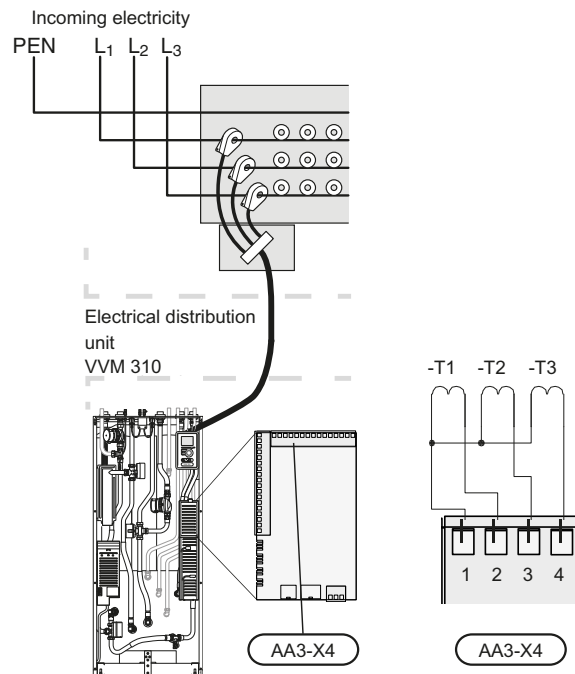 Incoming electricity
PEN L₁ L₂ L₃
Electrical distribution
unit
VVM 310
-T1 -T2 -T3
1 2 3 4
AA3-X4 AA3-X4